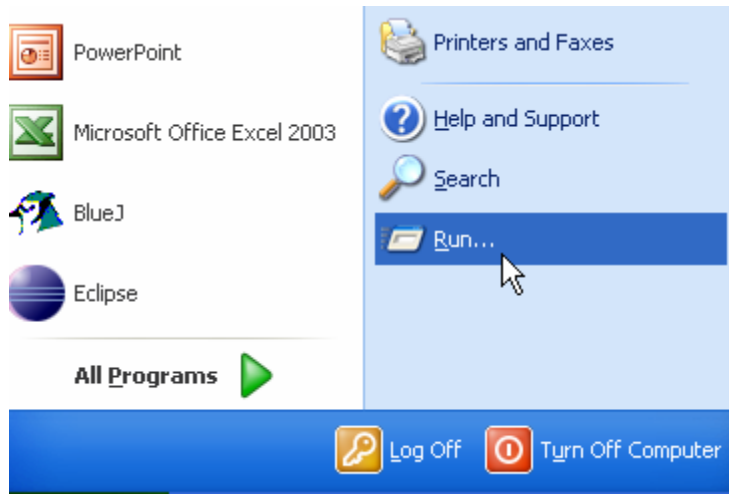 PowerPoint
Microsoft Office Excel 2003
BlueJ
Eclipse
All Programs
Printers and Faxes
Help and Support
Search
Run...
Log Off
Turn Off Computer